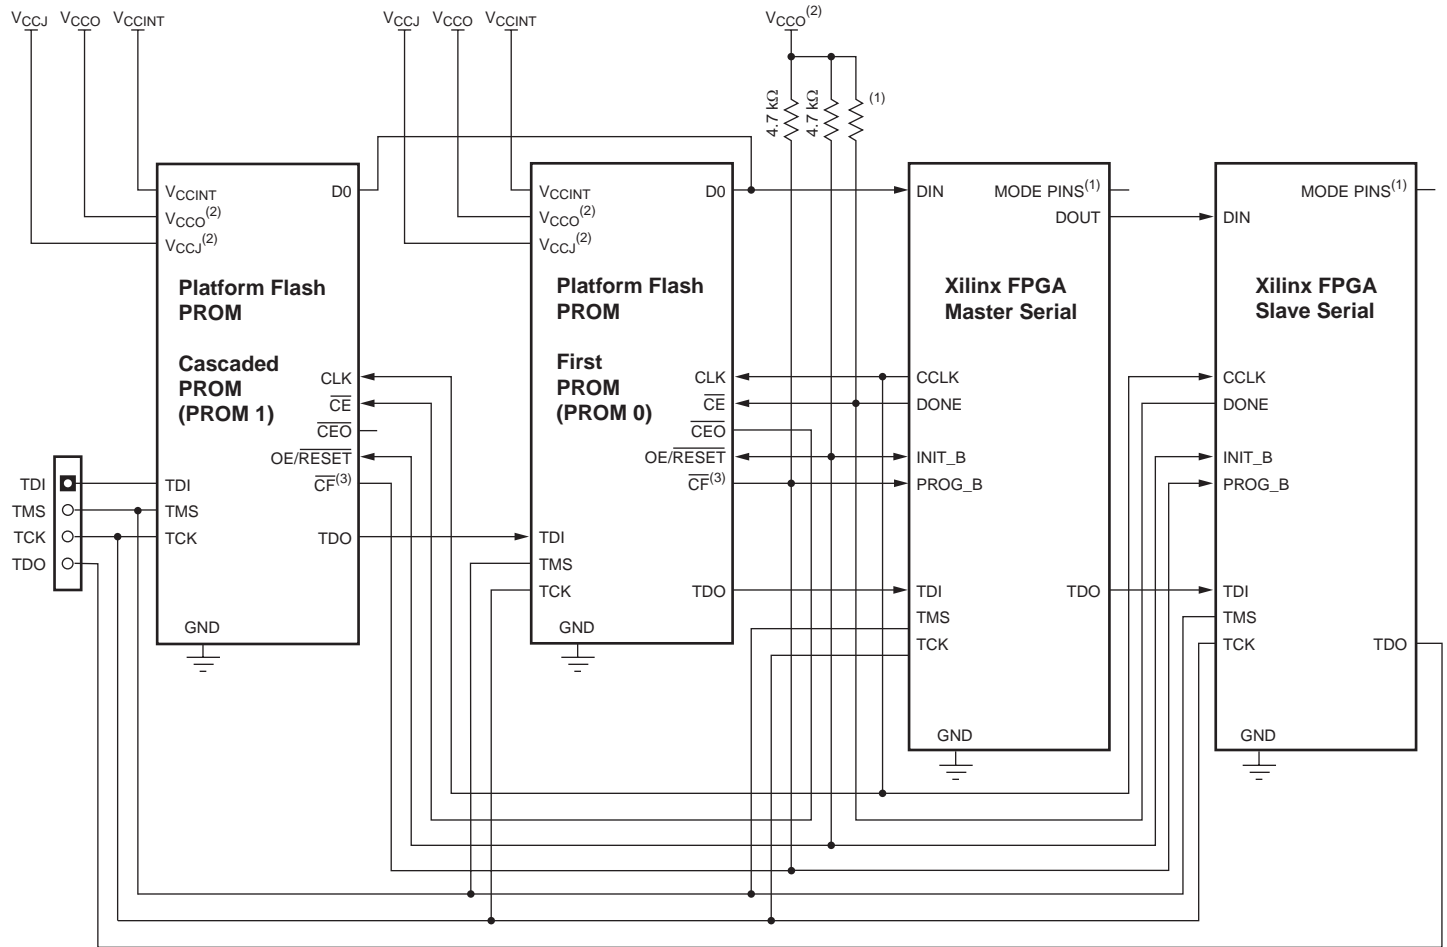 VCCJ VCCO VCCINT
VCCJ VCCO VCCINT
VCCO(2)
4.7 kΩ
4.7 kΩ
(1)
VCCINT
VCCO(2)
VCCJ(2)
D0
Platform Flash
PROM
Cascaded
PROM
(PROM 1)
CLK
CE
CEO
OE/RESET
CF(3)
TDI
TMS
TCK
TDO
GND
TDI
TMS
TCK
TDO
VCCINT
VCCO(2)
VCCJ(2)
D0
Platform Flash
PROM
First
PROM
(PROM 0)
CLK
CE
CEO
OE/RESET
CF(3)
TDI
TMS
TCK
TDO
GND
DIN
MODE PINS(1)
DOUT
Xilinx FPGA
Master Serial
CCLK
DONE
INIT_B
PROG_B
TDI
TMS
TCK
TDO
GND
MODE PINS(1)
DIN
Xilinx FPGA
Slave Serial
CCLK
DONE
INIT_B
PROG_B
TDI
TMS
TCK
TDO
GND